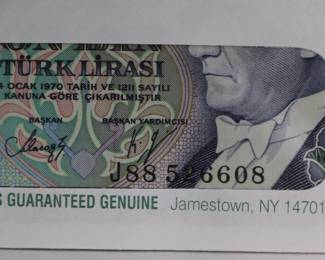 TÜRK LİRASI
OCAK 1970 TARİH VE 1211 SAYILI
KANUNA GÖRE ÇIKARILMIŞTIR
BAŞKAN BAŞKAN YARDIMCISI
J88 526608
GUARANTEED GENUINE Jamestown, NY 14701